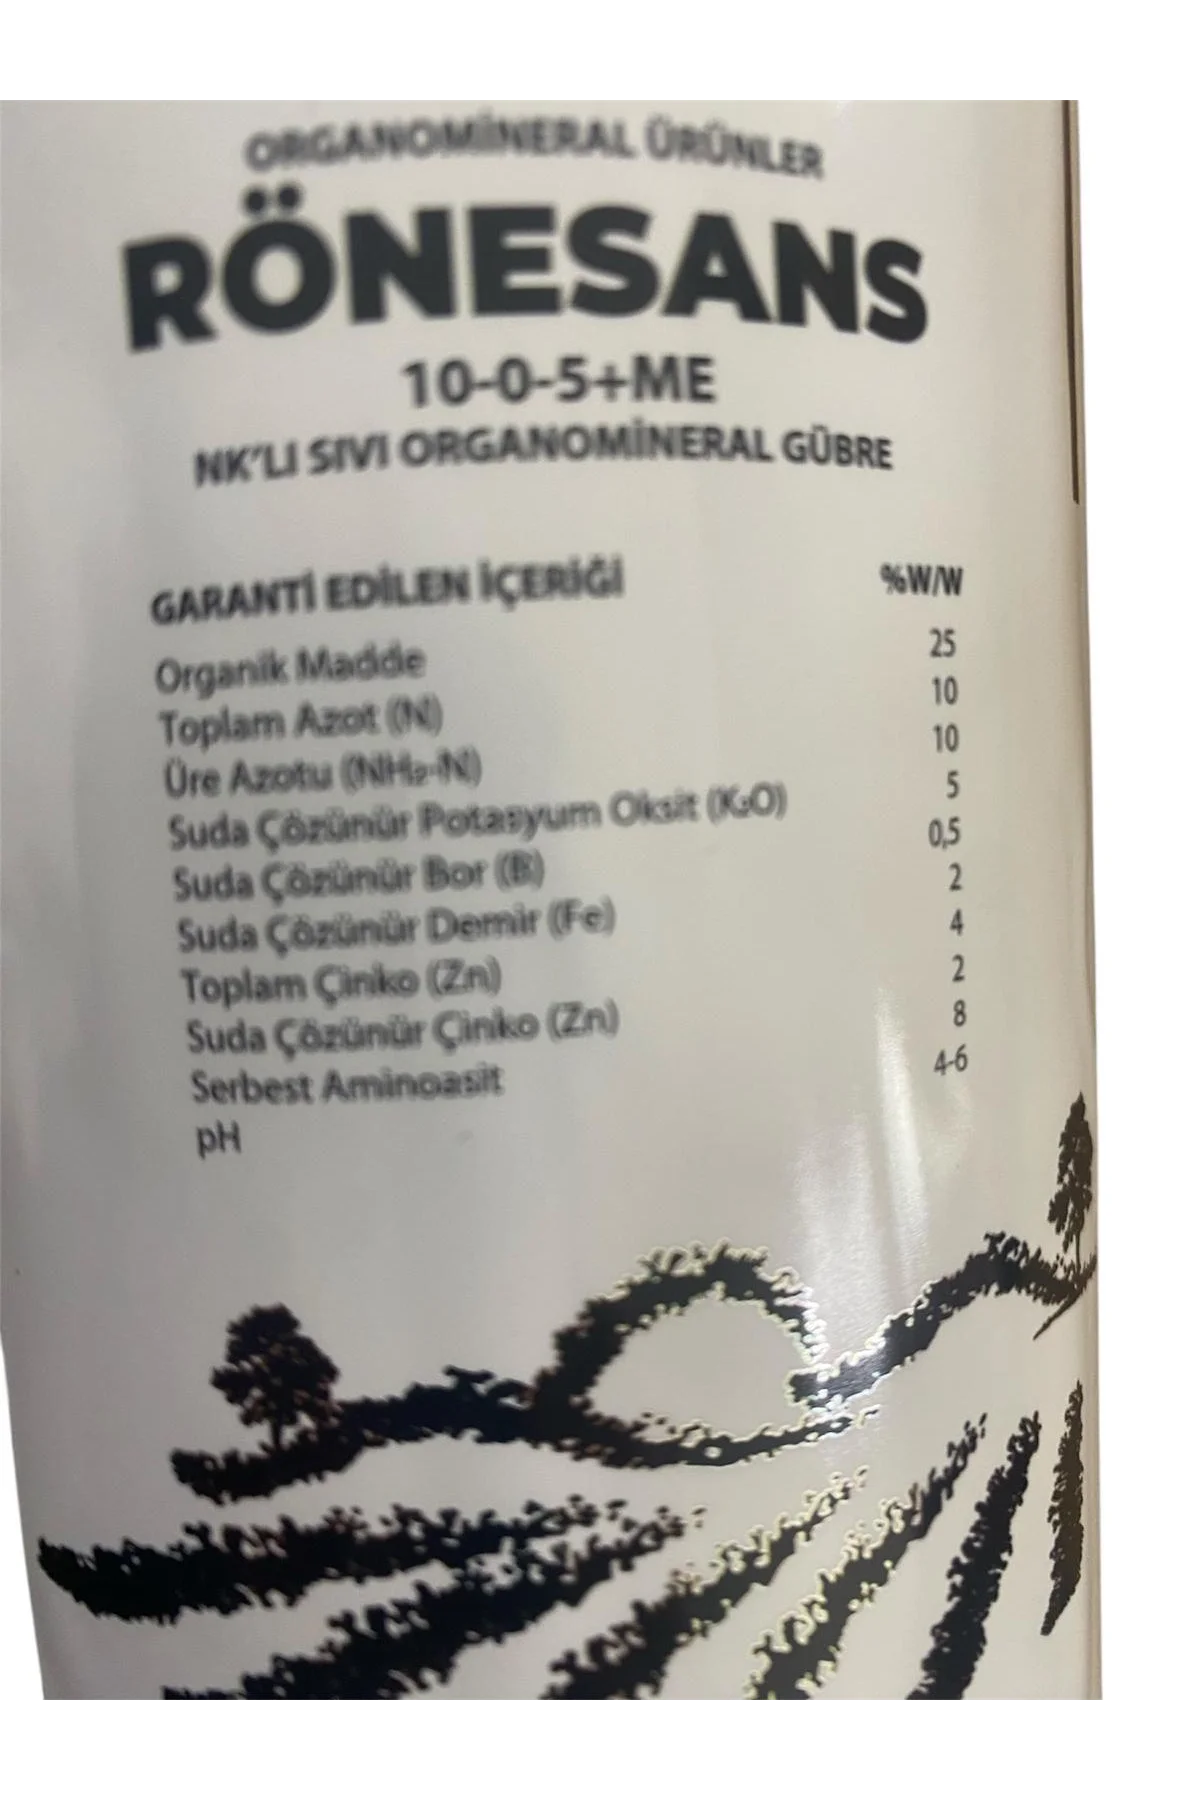 ORGANOMİNERAL ÜRÜNLER
RÖNESANS
10-0-5+ME
NK'LI SIVI ORGANOMİNERAL GÜBRE
GARANTİ EDİLEN İÇERİĞİ %W/W
Organik Madde 25
Toplam Azot (N) 10
Üre Azotu (NH₂-N) 10
Suda Çözünür Potasyum Oksit (K₂O) 5
Suda Çözünür Bor (B) 0,5
Suda Çözünür Demir (Fe) 2
Toplam Çinko (Zn) 4
Suda Çözünür Çinko (Zn) 2
Serbest Aminoasit 8
pH 4-6